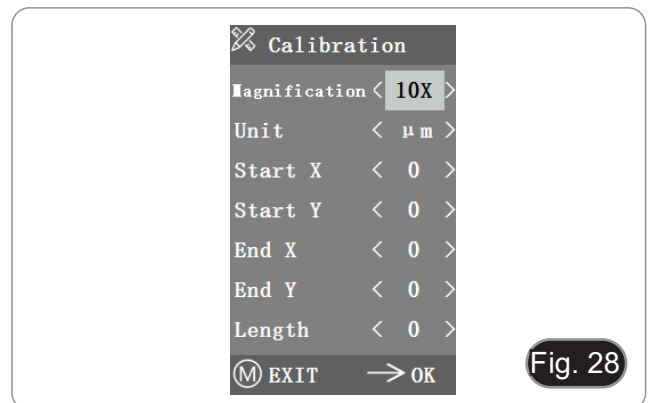 Calibration
Magnification < 10X >
Unit < μm >
Start X < 0 >
Start Y < 0 >
End X < 0 >
End Y < 0 >
Length < 0 >
M EXIT → OK
Fig. 28